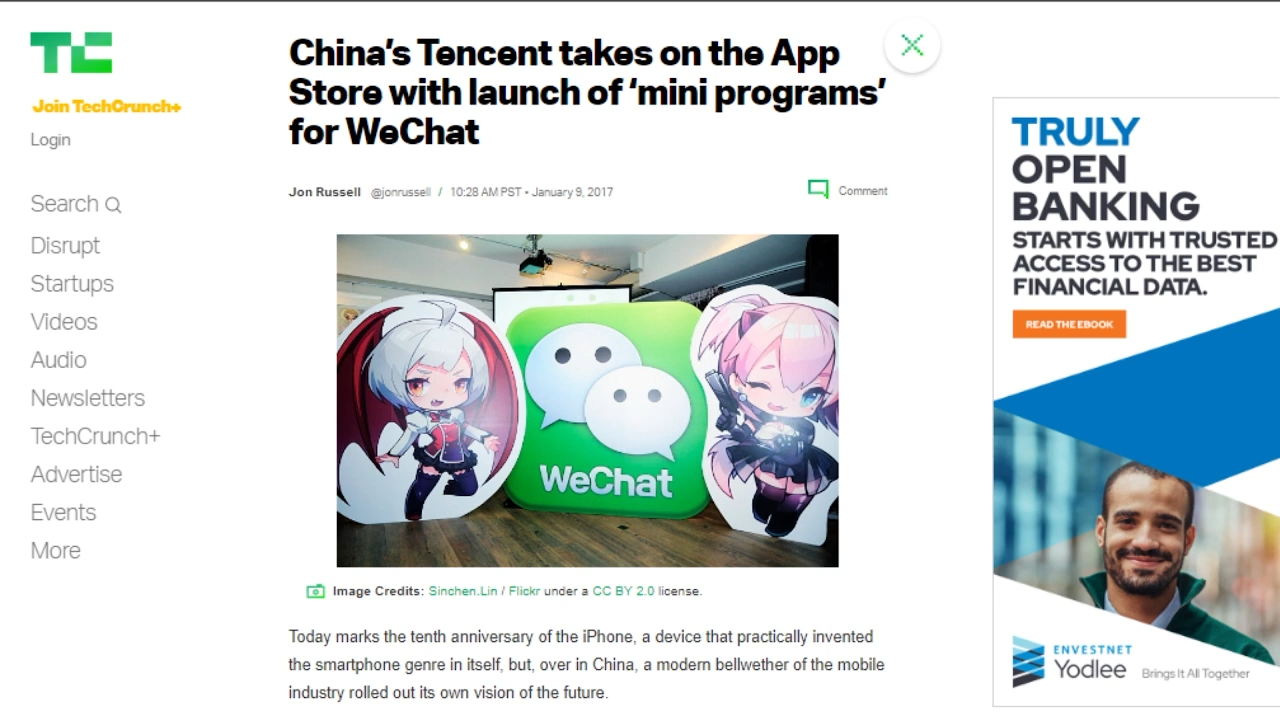 TC
Join TechCrunch+
Login
Search
Disrupt
Startups
Videos
Audio
Newsletters
TechCrunch+
Advertise
Events
More
China’s Tencent takes on the App
Store with launch of ‘mini programs’
for WeChat
Jon Russell @jonrussell / 10:28 AM PST • January 9, 2017
Comment
WeChat
Image Credits: Sinchen.Lin / Flickr under a CC BY 2.0 license.
Today marks the tenth anniversary of the iPhone, a device that practically invented
the smartphone genre in itself, but, over in China, a modern bellwether of the mobile
industry rolled out its own vision of the future.
TRULY
OPEN
BANKING
STARTS WITH TRUSTED
ACCESS TO THE BEST
FINANCIAL DATA.
READ THE EBOOK
ENVESTNET
Yodlee Brings It All Together